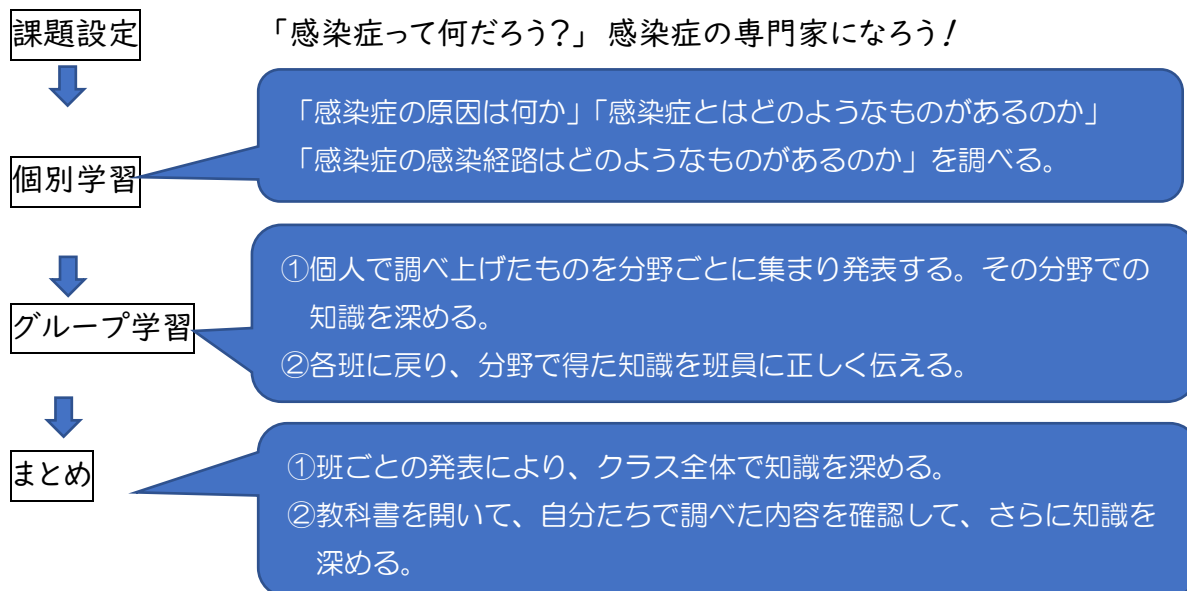 課題設定
「感染症って何だろう?」 感染症の専門家になろう!
「感染症の原因は何か」「感染症とはどのようなものがあるのか」
「感染症の感染経路はどのようなものがあるのか」を調べる。
個別学習
①個人で調べ上げたものを分野ごとに集まり発表する。その分野での
知識を深める。
②各班に戻り、分野で得た知識を班員に正しく伝える。
グループ学習
①班ごとの発表により、クラス全体で知識を深める。
②教科書を開いて、自分たちで調べた内容を確認して、さらに知識を
深める。
まとめ